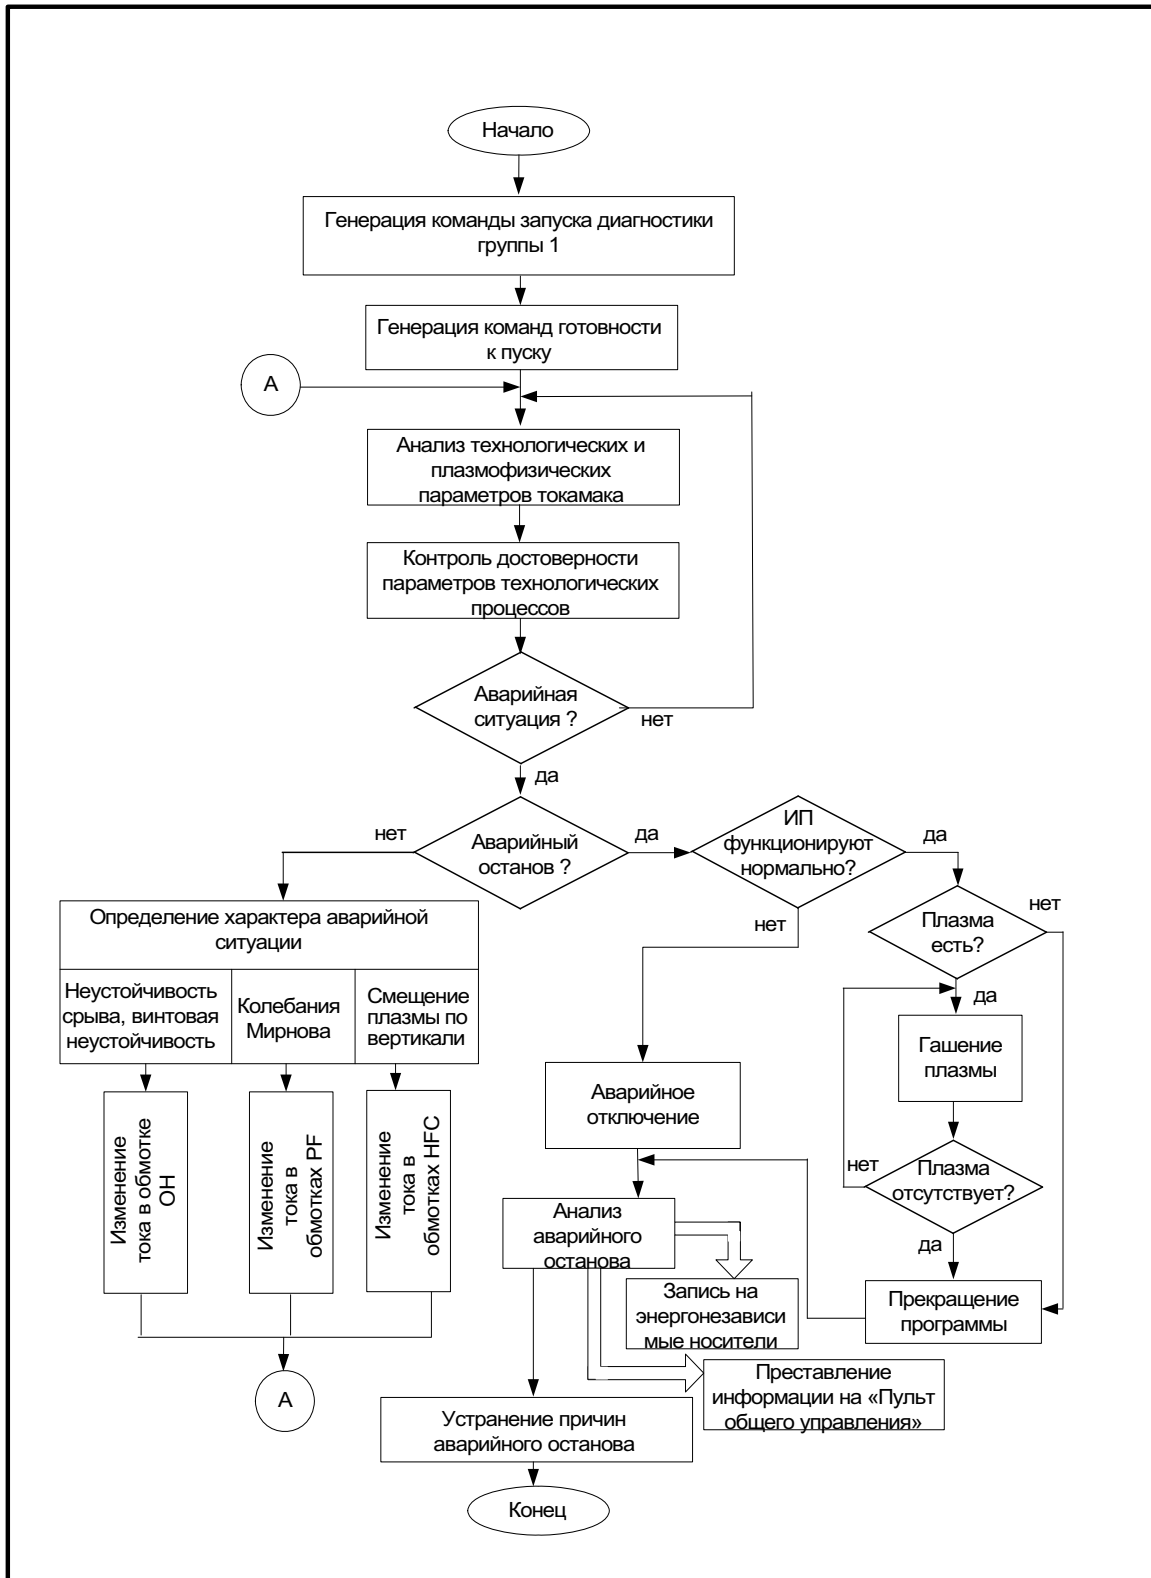 Начало
Генерация команды запуска диагностики
группы 1
Генерация команд готовности
к пуску
А
Анализ технологических и
плазмофизических
параметров токамака
Контроль достоверности
параметров технологических
процессов
Аварийная
ситуация ?
нет
да
Аварийный
останов ?
нет
да
ИП
функционируют
нормально?
да
нет
Плазма
есть?
нет
да
Определение характера аварийной
ситуации
Неустойчивость
срыва, винтовая
неустойчивость
Колебания
Мирнова
Смещение
плазмы по
вертикали
Гашение
плазмы
Аварийное
отключение
Изменение
тока в обмотке
ОН
Изменение
тока в
обмотках PF
Изменение
тока в
обмотках HFC
Плазма
отсутствует?
нет
да
Анализ
аварийного
останова
Запись на
энергонезависи
мые носители
Прекращение
программы
Преставление
информации на «Пульт
общего управления»
А
Устранение причин
аварийного останова
Конец